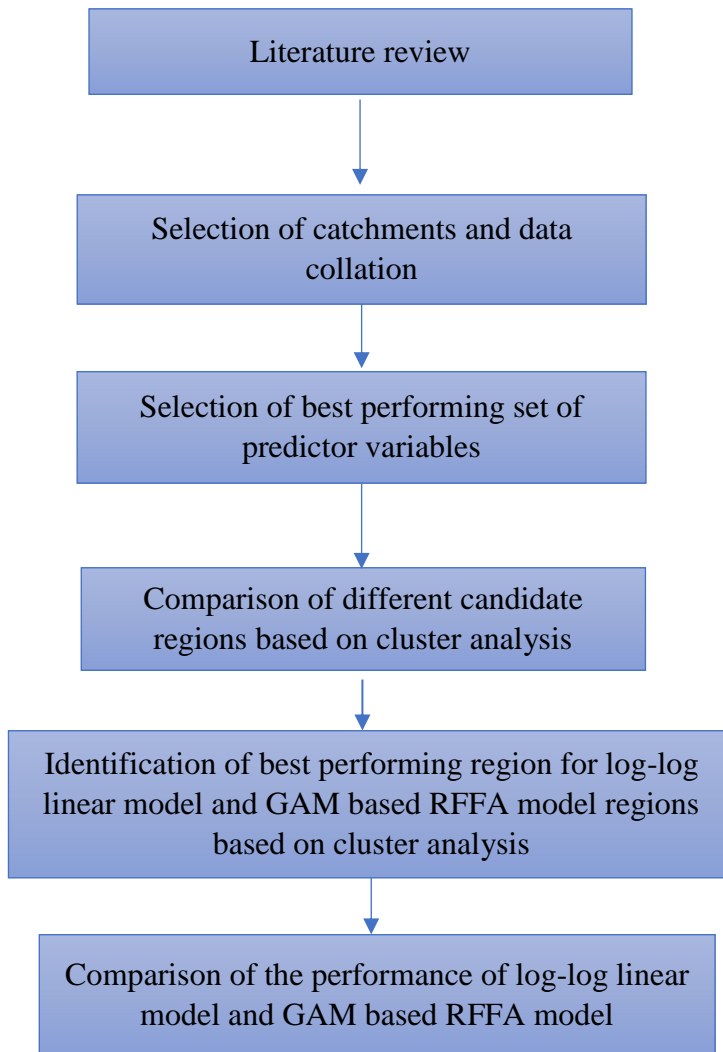 Literature review
Selection of catchments and data
collation
Selection of best performing set of
predictor variables
Comparison of different candidate
regions based on cluster analysis
Identification of best performing region for log-log
linear model and GAM based RFFA model regions
based on cluster analysis
Comparison of the performance of log-log linear
model and GAM based RFFA model